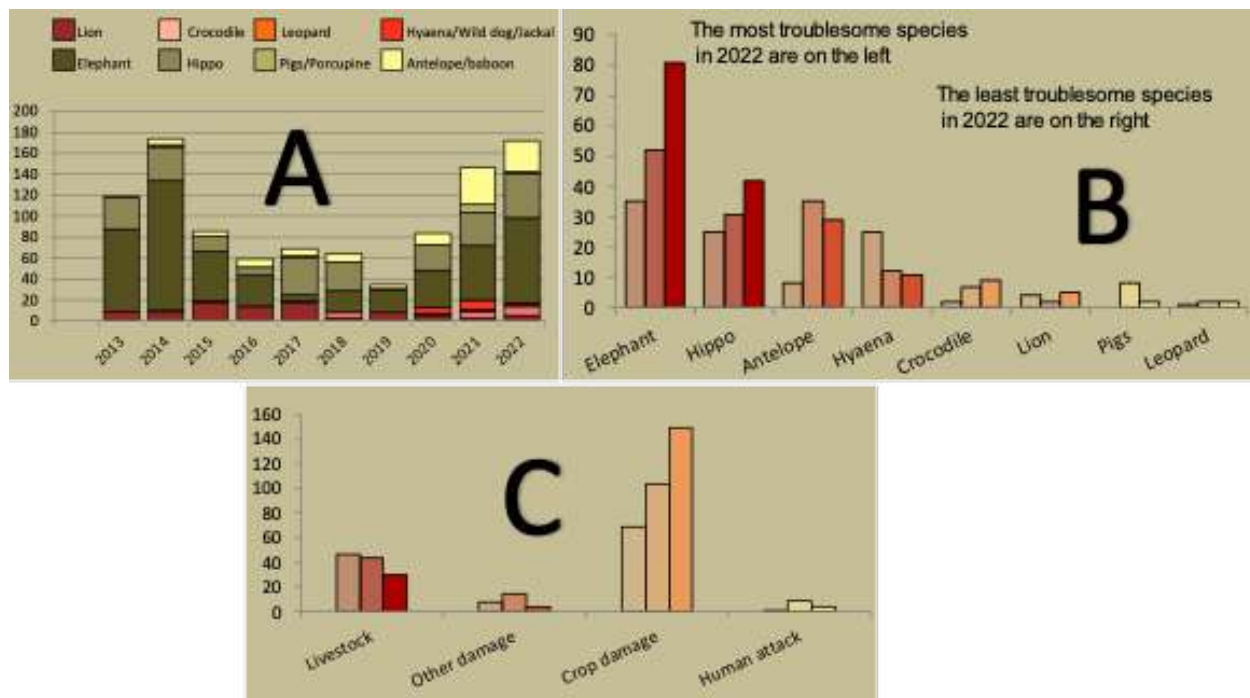 Lion Crocodile Leopard Hyaena/Wild dog/Jackal
Elephant Hippo Pigs/Porcupine Antelope/baboon
200
180
160
140
120
100
80
60
40
20
0
A
2013 2014 2015 2016 2017 2018 2019 2020 2021 2022
The most troublesome species
in 2022 are on the left
The least troublesome species
in 2022 are on the right
90
80
70
60
50
40
30
20
10
0
B
Elephant Hippo Antelope Hyaena Crocodile Lion Pigs Leopard
160
140
120
100
80
60
40
20
0
C
Livestock Other damage Crop damage Human attack